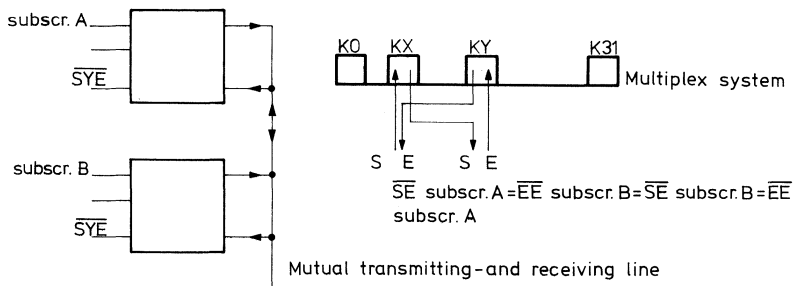 subscr. A
SYE
subscr. B
SYE
K0 KX KY K31
Multiplex system
S E S E
SE subscr. A = EE subscr. B = SE subscr. B = EE
subscr. A
Mutual transmitting-and receiving line